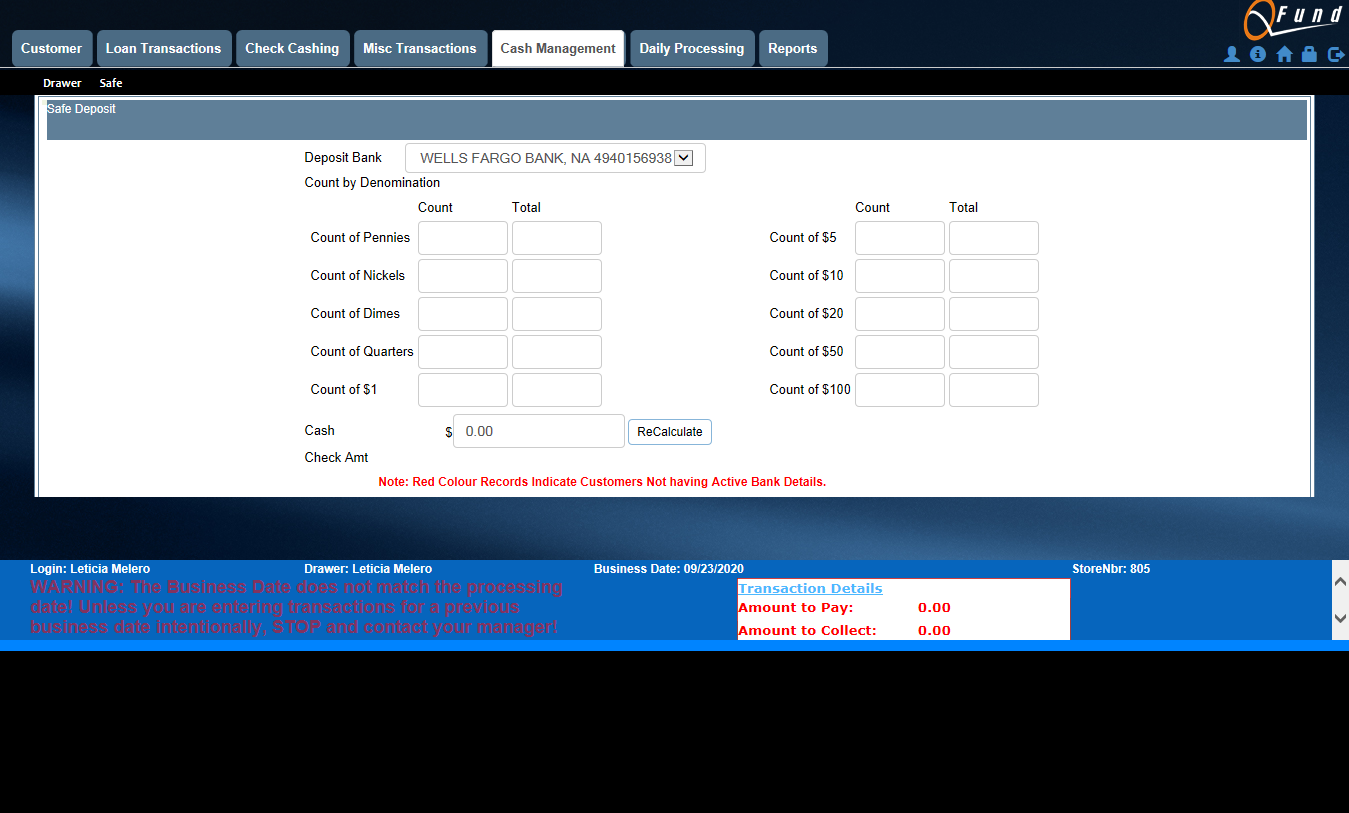 QFund
Customer Loan Transactions Check Cashing Misc Transactions Cash Management Daily Processing Reports
Drawer Safe
Safe Deposit
Deposit Bank WELLS FARGO BANK, NA 4940156938
Count by Denomination
Count Total Count Total
Count of Pennies Count of $5
Count of Nickels Count of $10
Count of Dimes Count of $20
Count of Quarters Count of $50
Count of $1 Count of $100
Cash $ 0.00 ReCalculate
Check Amt
Note: Red Colour Records Indicate Customers Not having Active Bank Details.
Login: Leticia Melero Drawer: Leticia Melero Business Date: 09/23/2020 StoreNbr: 805
WARNING: The Business Date does not match the processing
date! Unless you are entering transactions for a previous
business date intentionally, STOP and contact your manager!
Transaction Details
Amount to Pay: 0.00
Amount to Collect: 0.00